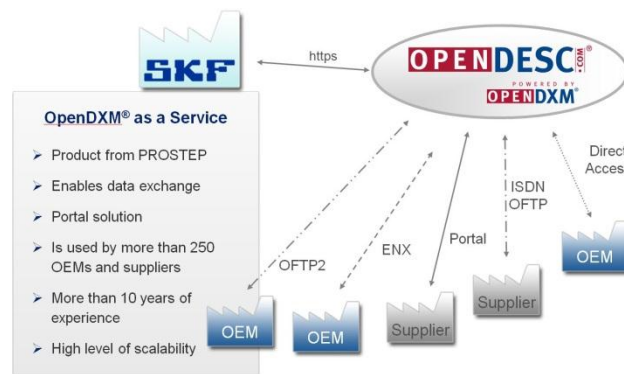 SKF
https
OPENDESC.COM®
POWERED BY
OPENDXM®
OpenDXM® as a Service
➤ Product from PROSTEP
➤ Enables data exchange
➤ Portal solution
➤ Is used by more than 250
OEMs and suppliers
➤ More than 10 years of
experience
➤ High level of scalability
OFTP2
ENX
Portal
ISDN
OFTP
Direct
Access
OEM
OEM
Supplier
Supplier
OEM